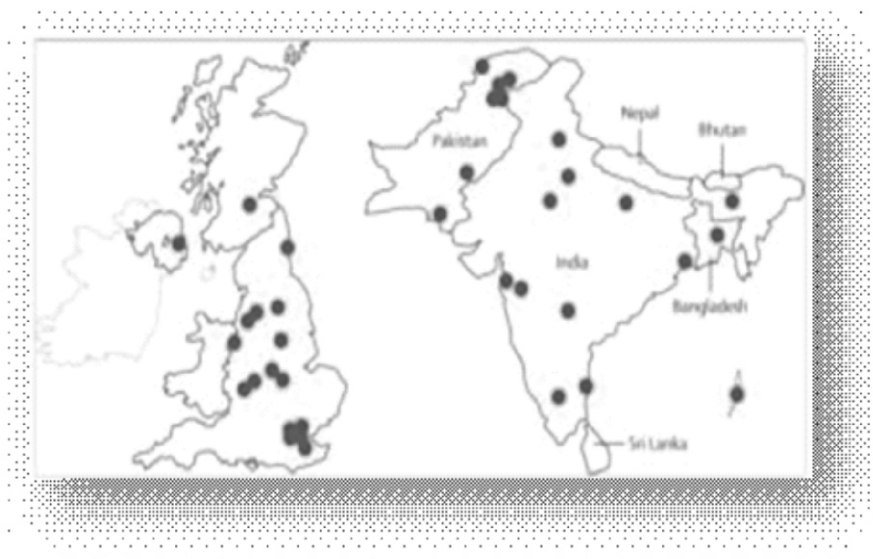 Nepal
Bhutan
Pakistan
India
Bangladesh
Sri Lanka